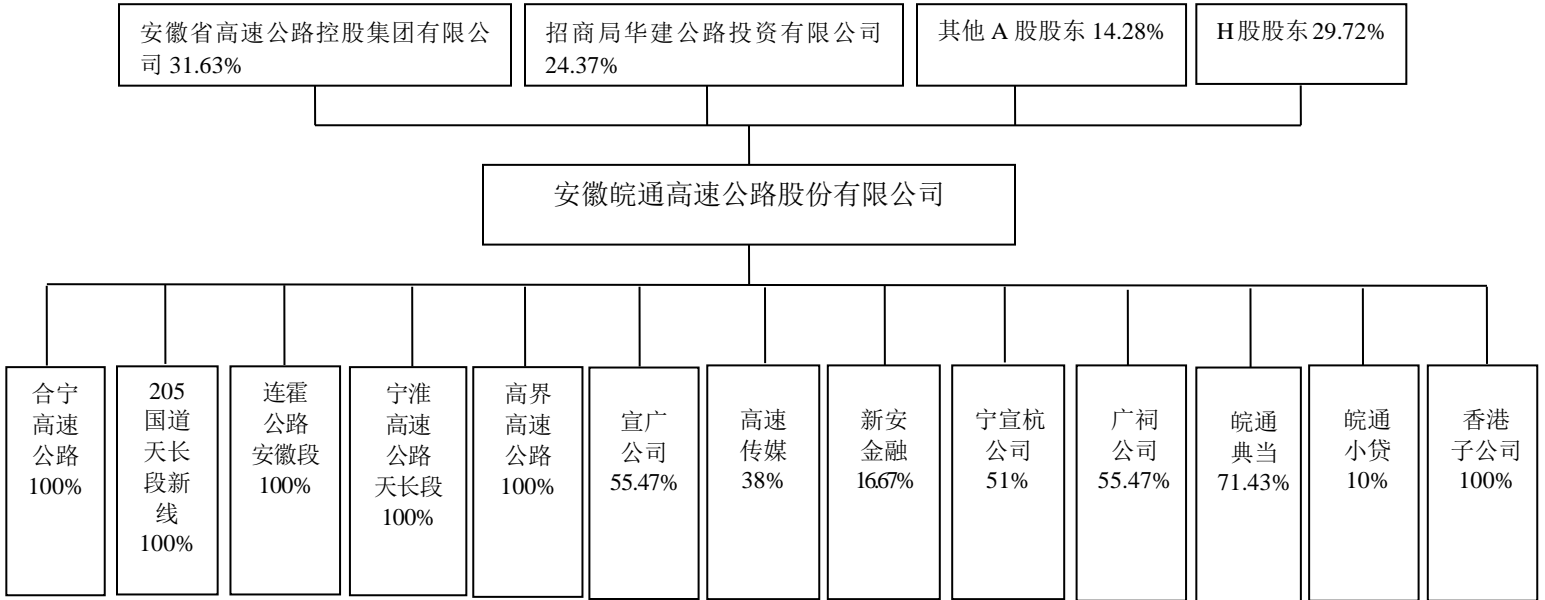 安徽省高速公路控股集团有限公
司 31.63%
招商局华建公路投资有限公司
24.37%
其他 A 股股东 14.28%
H 股股东 29.72%
安徽皖通高速公路股份有限公司
合宁
高速
公路
100%
205
国道
天长
段新
线
100%
连霍
公路
安徽段
100%
宁淮
高速
公路
天长段
100%
高界
高速
公路
100%
宣广
公司
55.47%
高速
传媒
38%
新安
金融
16.67%
宁宣杭
公司
51%
广祠
公司
55.47%
皖通
典当
71.43%
皖通
小贷
10%
香港
子公司
100%